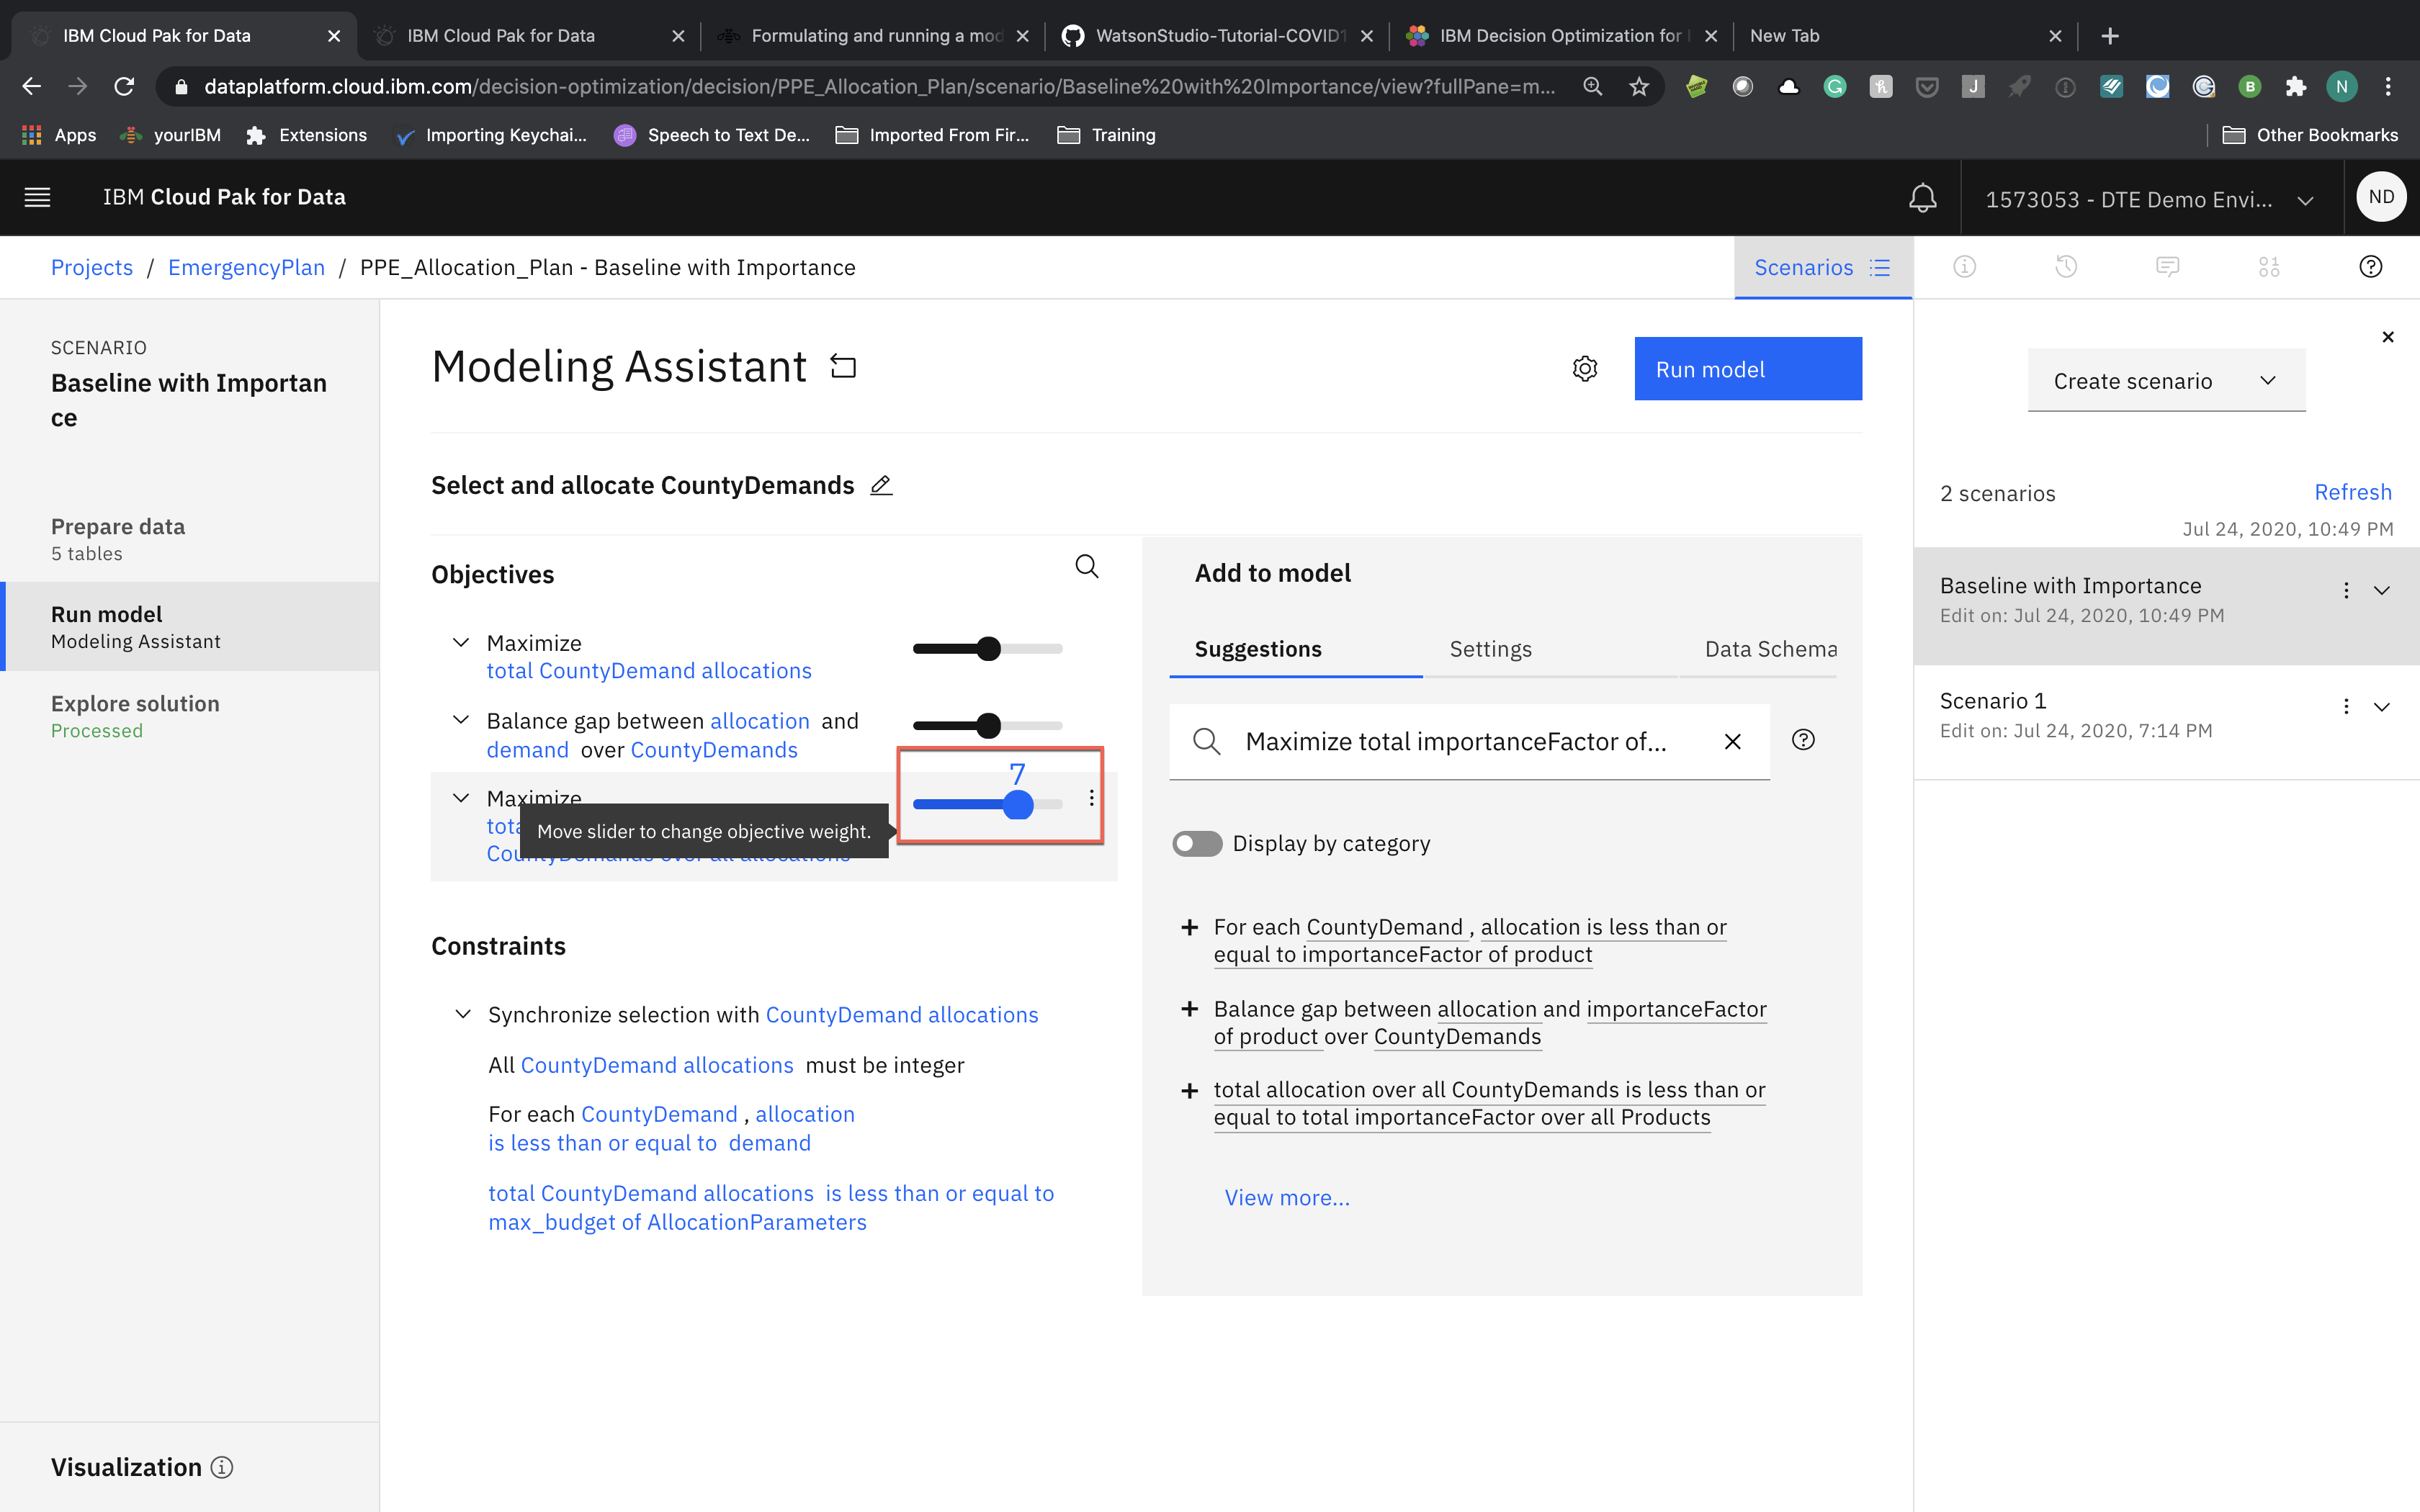 IBM Cloud Pak for Data
IBM Cloud Pak for Data
Formulating and running a mod
WatsonStudio-Tutorial-COVID1
IBM Decision Optimization for
New Tab
dataplatform.cloud.ibm.com/decision-optimization/decision/PPE_Allocation_Plan/scenario/Baseline%20with%20Importance/view?fullPane=m...
J
B
N
Apps
yourIBM
Extensions
Importing Keychai...
Speech to Text De...
Imported From Fir...
Training
Other Bookmarks
IBM Cloud Pak for Data
1573053 - DTE Demo Envi...
ND
Projects / EmergencyPlan / PPE_Allocation_Plan - Baseline with Importance
Scenarios
SCENARIO
Baseline with Importan
ce
Prepare data
5 tables
Run model
Modeling Assistant
Explore solution
Processed
Visualization
Modeling Assistant
Run model
Select and allocate CountyDemands
Objectives
Maximize
total CountyDemand allocations
Balance gap between allocation and
demand over CountyDemands
7
Maximize
Move slider to change objective weight.
CountyDemands over all allocations
Constraints
Synchronize selection with CountyDemand allocations
All CountyDemand allocations must be integer
For each CountyDemand , allocation
is less than or equal to demand
total CountyDemand allocations is less than or equal to
max_budget of AllocationParameters
Add to model
Suggestions
Settings
Data Schema
Maximize total importanceFactor of...
Display by category
For each CountyDemand , allocation is less than or
equal to importanceFactor of product
Balance gap between allocation and importanceFactor
of product over CountyDemands
total allocation over all CountyDemands is less than or
equal to total importanceFactor over all Products
View more...
Create scenario
2 scenarios
Refresh
Jul 24, 2020, 10:49 PM
Baseline with Importance
Edit on: Jul 24, 2020, 10:49 PM
Scenario 1
Edit on: Jul 24, 2020, 7:14 PM